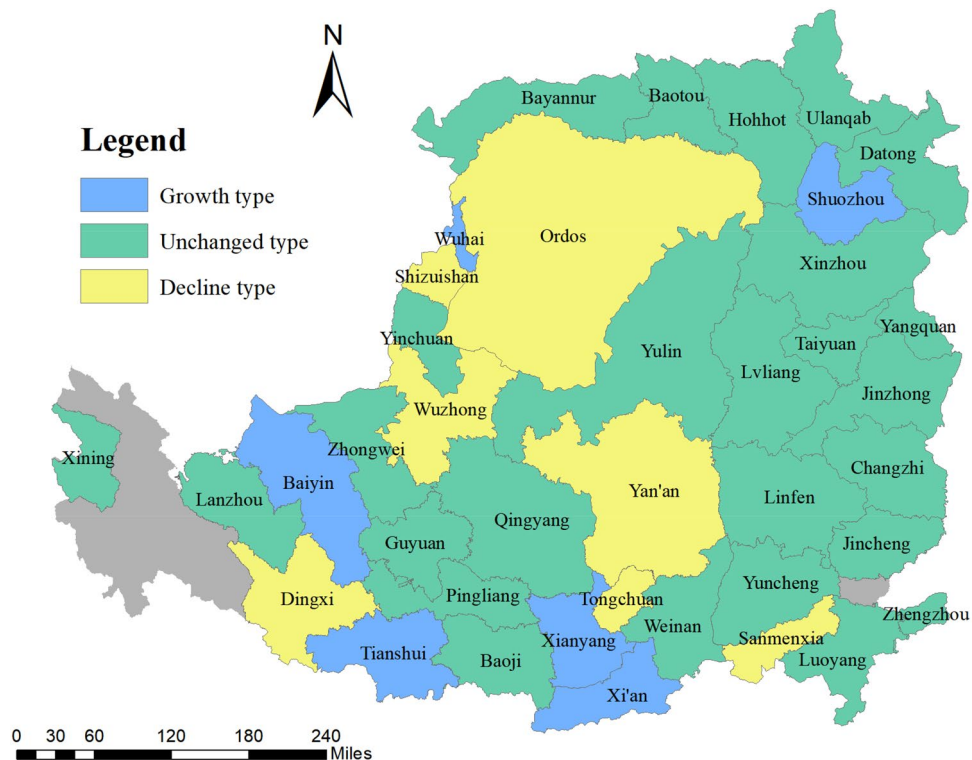 N
Legend
Growth type
Unchanged type
Decline type
Bayannur
Baotou
Hohhot
Ulanqab
Datong
Shuozhou
Wuhai
Ordos
Shizuishan
Xinzhou
Yinchuan
Yulin
Taiyuan
Yangquan
Lvliang
Jinzhong
Wuzhong
Zhongwei
Xining
Baiyin
Lanzhou
Yan'an
Changzhi
Linfen
Qingyang
Guyuan
Jincheng
Yuncheng
Dingxi
Pingliang
Tongchuan
Weinan
Zhengzhou
Sanmenxia
Xianyang
Tianshui
Baoji
Luoyang
Xi'an
0 30 60 120 180 240
Miles